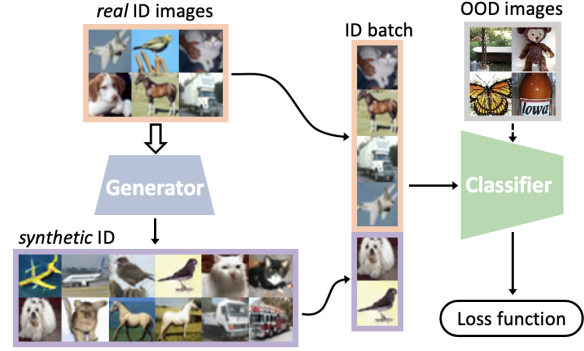 real ID images
ID batch
OOD images
Iowa
Generator
Classifier
synthetic ID
Loss function